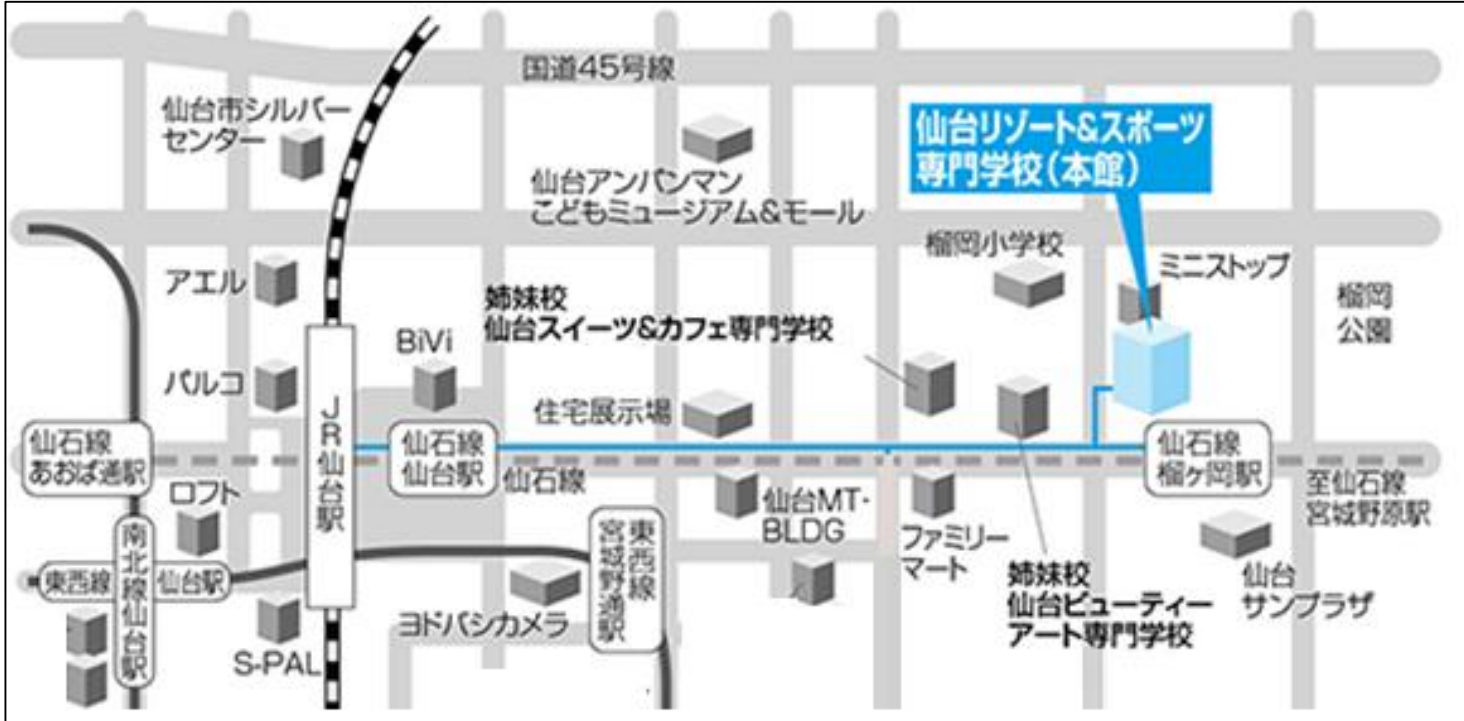 国道45号線
仙台市シルバー
センター
仙台リゾート&スポーツ
専門学校(本館)
仙台アンパンマン
こどもミュージアム&モール
榴岡小学校
ミニストップ
榴岡
公園
アエル
姉妹校
仙台スイーツ&カフェ専門学校
BiVi
パルコ
JR仙台駅
住宅展示場
仙石線
あおば通駅
仙石線
仙台駅
仙石線
仙石線
榴ヶ岡駅
至仙石線
宮城野原駅
ロフト
仙台MT・
BLDG
ファミリー
マート
南北線仙台駅
東西線
仙台駅
東西線
宮城野通駅
姉妹校
仙台ビューティー
アート専門学校
仙台
サンプラザ
ヨドバシカメラ
S-PAL